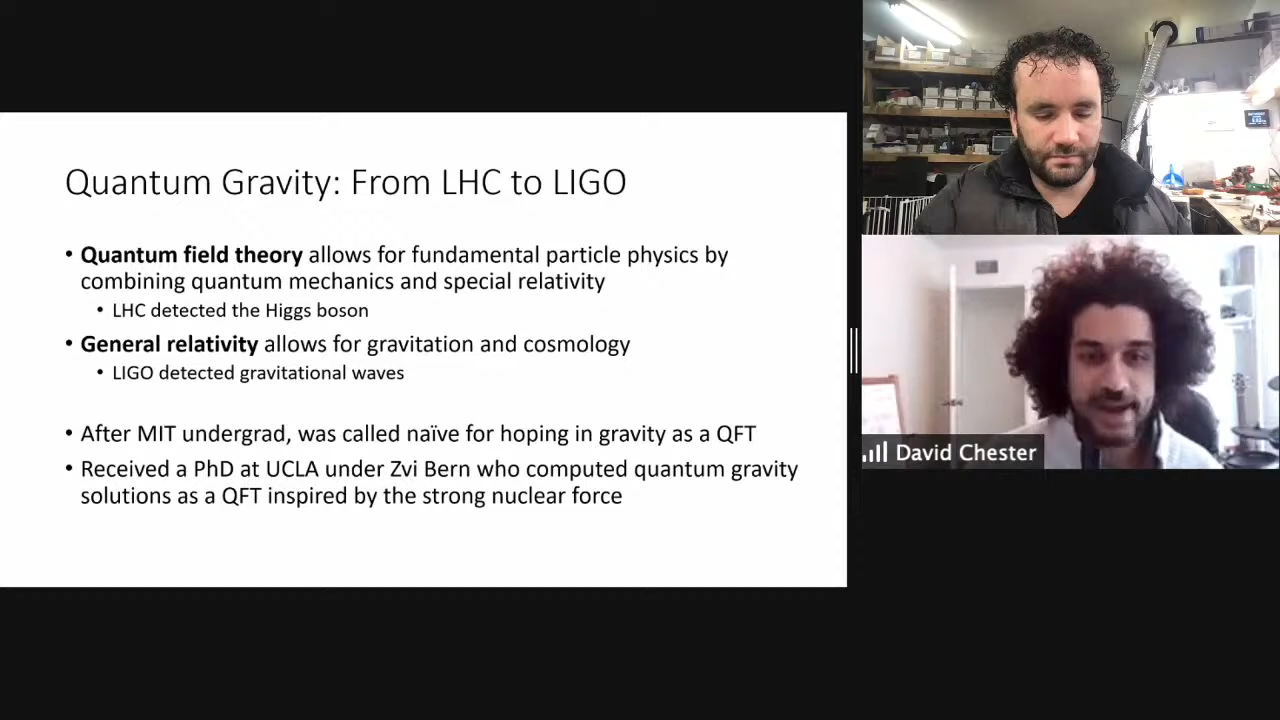 Quantum Gravity: From LHC to LIGO
• Quantum field theory allows for fundamental particle physics by
combining quantum mechanics and special relativity
• LHC detected the Higgs boson
• General relativity allows for gravitation and cosmology
• LIGO detected gravitational waves
• After MIT undergrad, was called naïve for hoping in gravity as a QFT
• Received a PhD at UCLA under Zvi Bern who computed quantum gravity
solutions as a QFT inspired by the strong nuclear force
David Chester